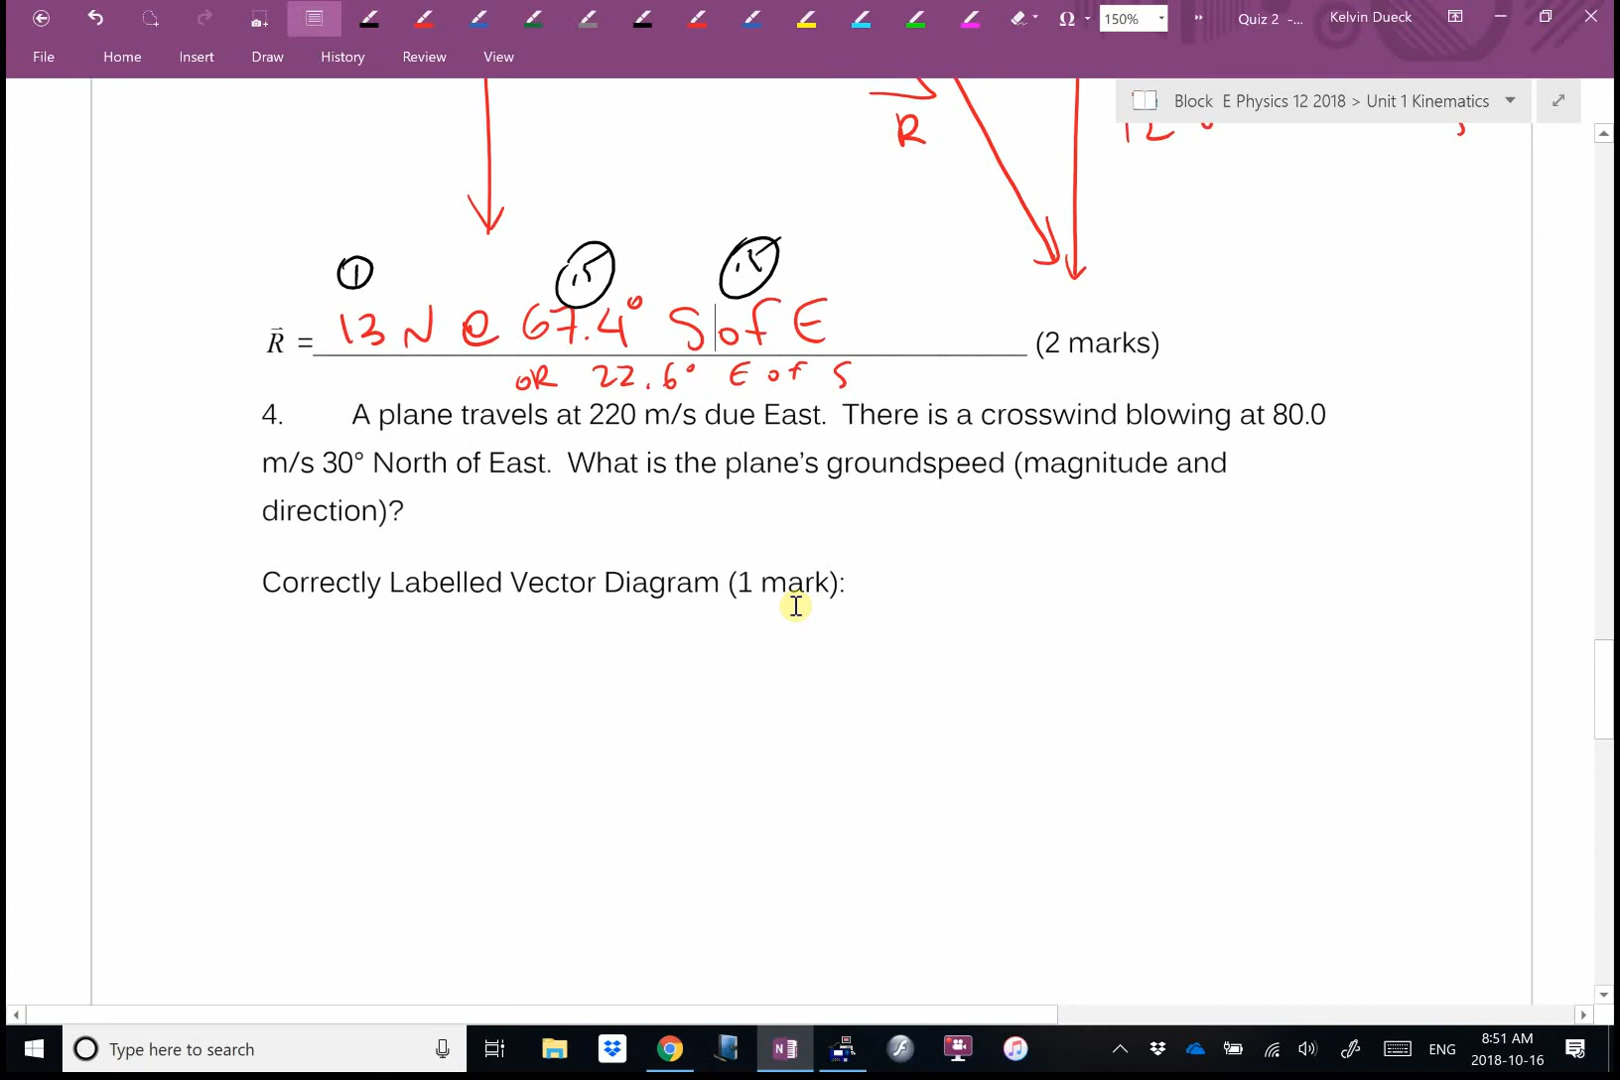 150%
Quiz 2 -...
Kelvin Dueck
File
Home
Insert
Draw
History
Review
View
Block E Physics 12 2018 > Unit 1 Kinematics
R
12
① .5 .5
R = 13 N @ 67.4° S of E (2 marks)
OR 22.6° E of S
4. A plane travels at 220 m/s due East. There is a crosswind blowing at 80.0
m/s 30° North of East. What is the plane’s groundspeed (magnitude and
direction)?
Correctly Labelled Vector Diagram (1 mark):
Type here to search
ENG
8:51 AM
2018-10-16